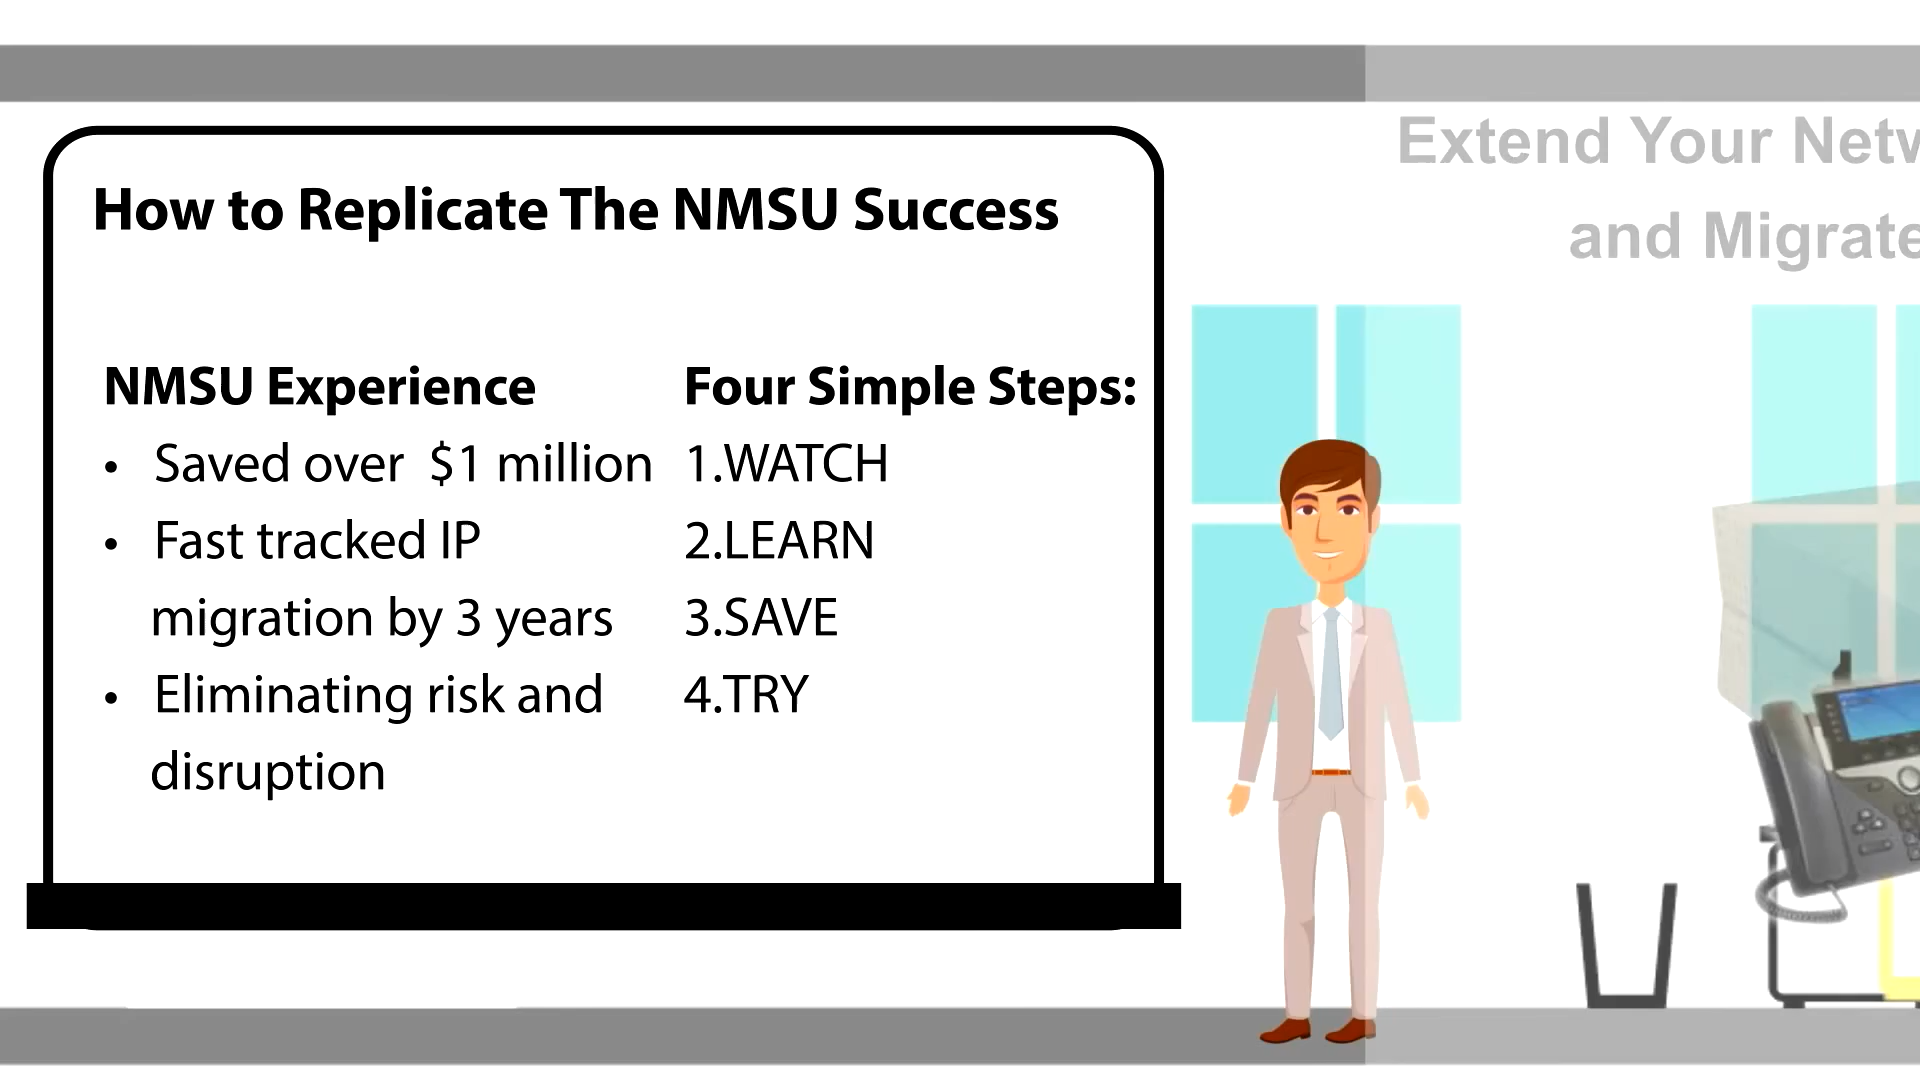 How to Replicate The NMSU Success
NMSU Experience
• Saved over $1 million
• Fast tracked IP
migration by 3 years
• Eliminating risk and
disruption
Four Simple Steps:
1.WATCH
2.LEARN
3.SAVE
4.TRY
Extend Your
and Migrate